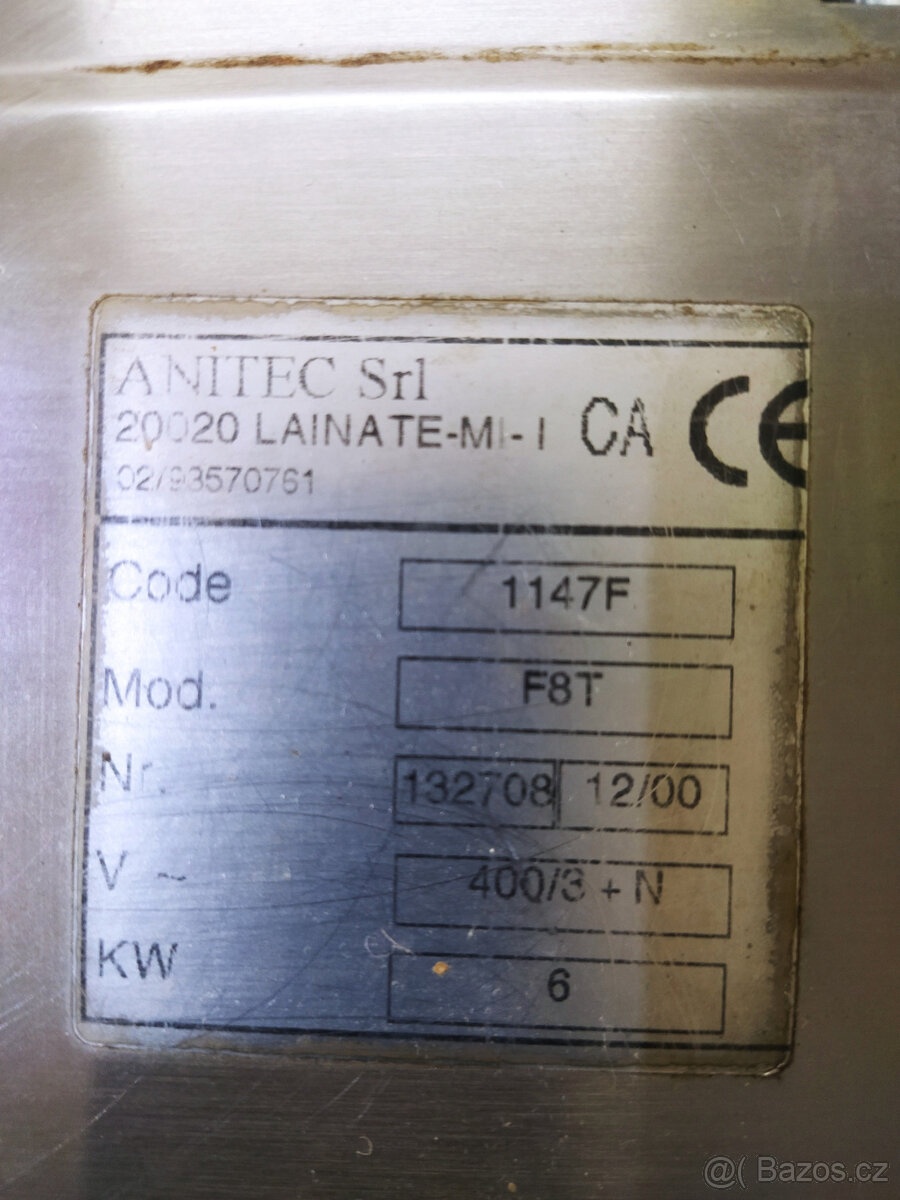 ANITEC Srl
20020 LAINATE-MI-I CA CE
02/93570761
Code 1147F
Mod. F8T
Nr. 132708 12/00
V ~ 400/3 + N
KW 6
@( Bazos.cz